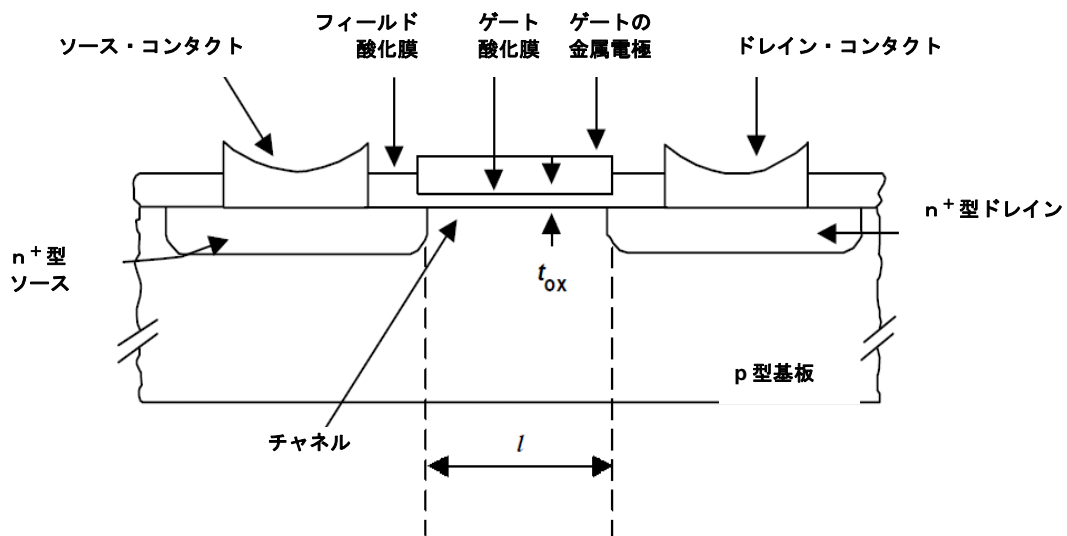 ソース・コンタクト
フィールド
酸化膜
ゲート
酸化膜
ゲートの
金属電極
ドレイン・コンタクト
n＋型
ソース
n＋型ドレイン
tox
p型基板
チャネル
l